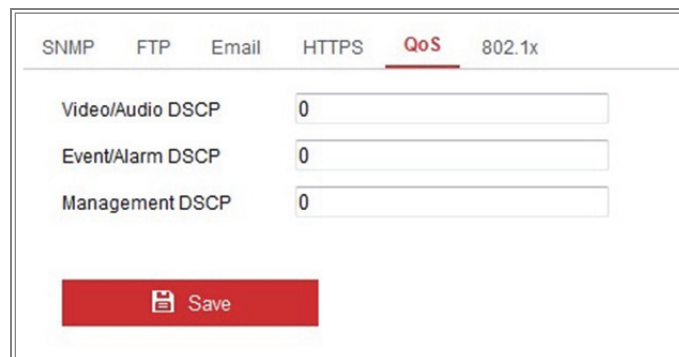 SNMP FTP Email HTTPS QoS 802.1x
Video/Audio DSCP 0
Event/Alarm DSCP 0
Management DSCP 0
Save